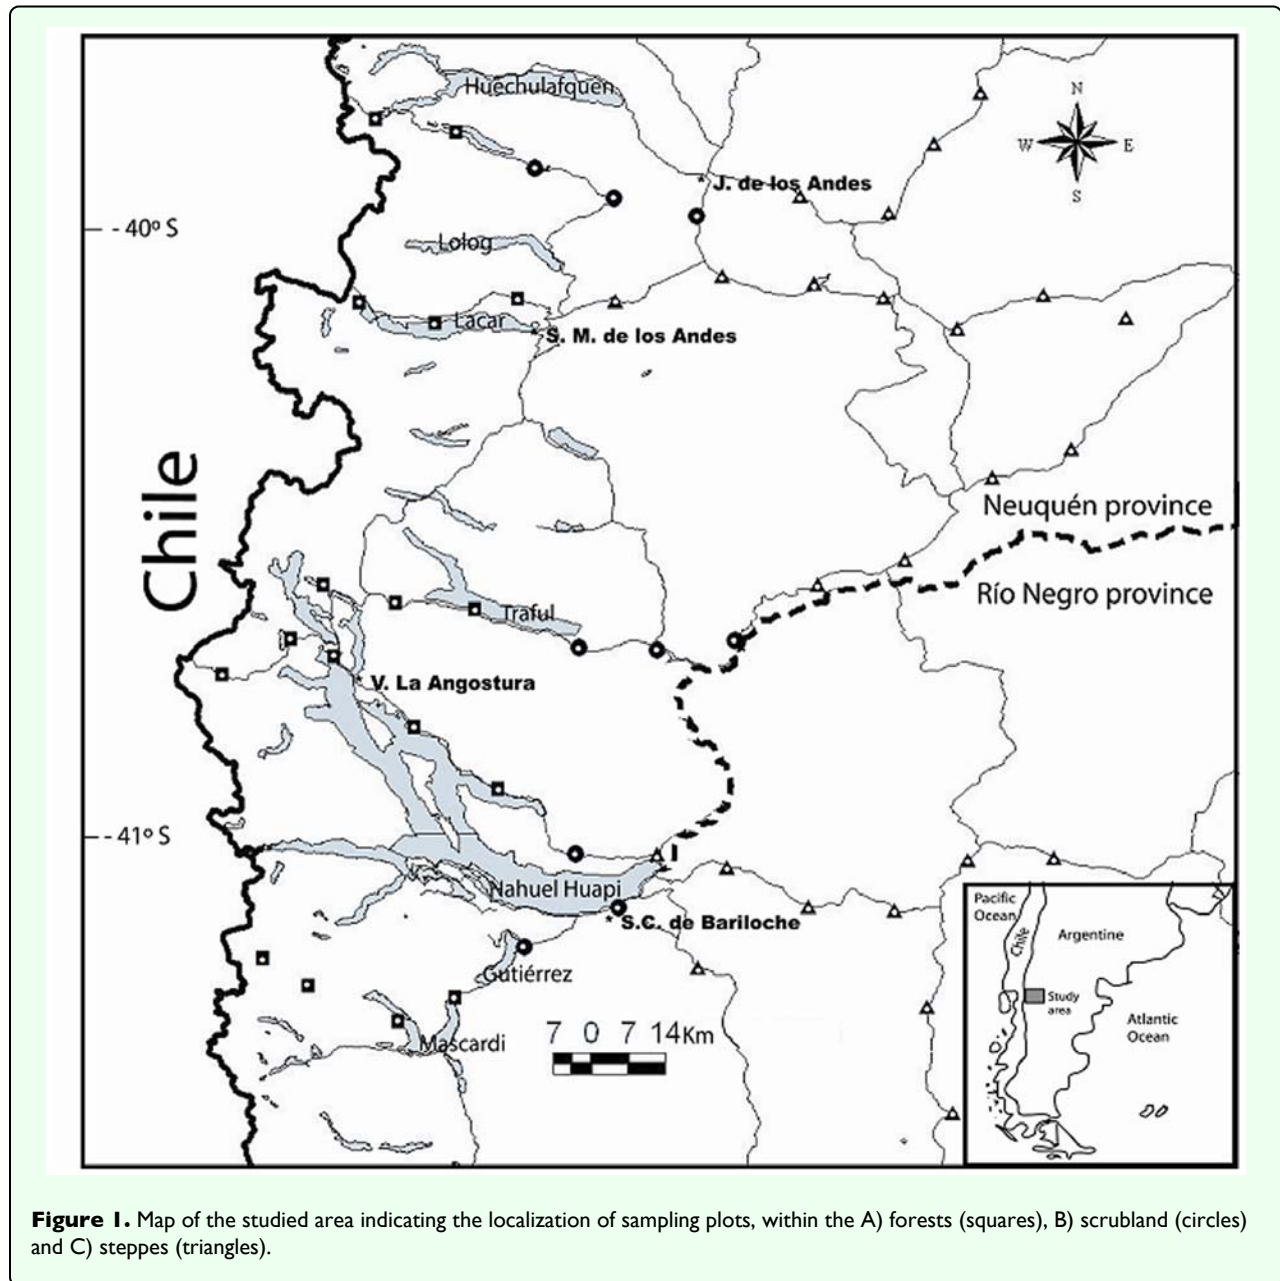 Huechulafquen
N
W
E
S
J. de los Andes
- -40º S
Lolog
Lacar
S. M. de los Andes
Chile
Neuquén province
Río Negro province
Traful
V. La Angostura
- -41º S
Nahuel Huapi
S.C. de Bariloche
Gutiérrez
7 0 7 14Km
Mascardi
Pacific
Ocean
Chile
Argentine
Study
area
Atlantic
Ocean
Figure 1. Map of the studied area indicating the localization of sampling plots, within the A) forests (squares), B) scrubland (circles)
and C) steppes (triangles).